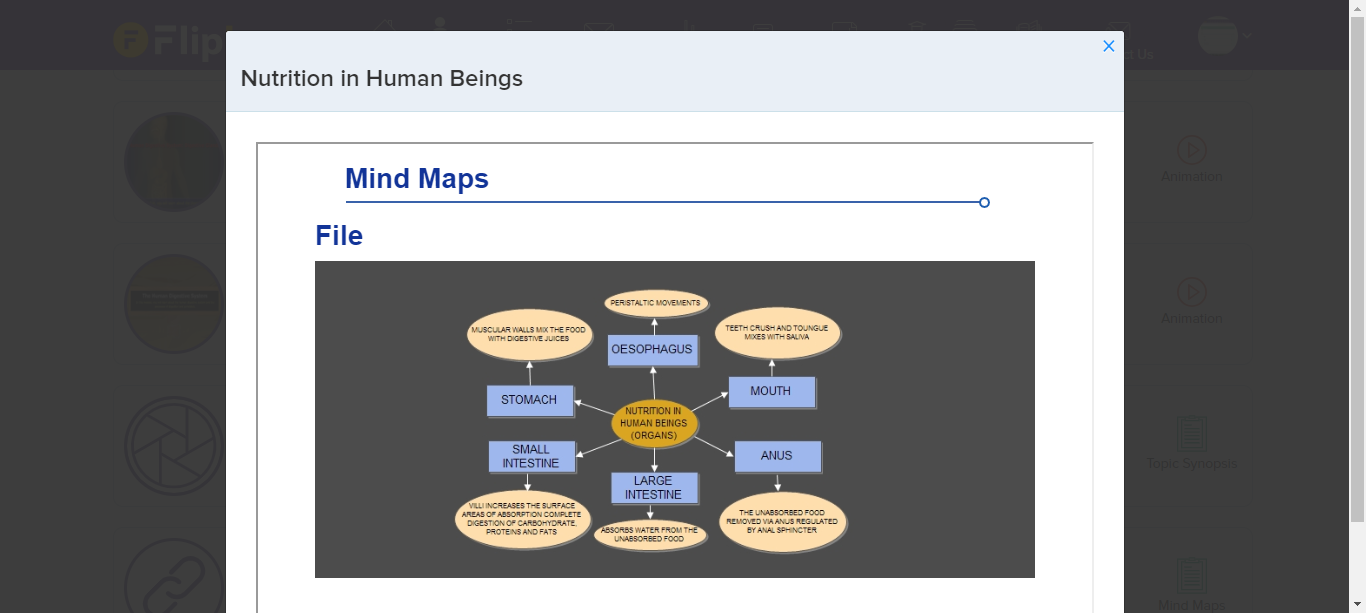 Flip
ct Us
Nutrition in Human Beings
Mind Maps
File
PERISTALTIC MOVEMENTS
MUSCULAR WALLS MIX THE FOOD
WITH DIGESTIVE JUICES
TEETH CRUSH AND TOUNGUE
MIXES WITH SALIVA
OESOPHAGUS
STOMACH
MOUTH
NUTRITION IN
HUMAN BEINGS
(ORGANS)
SMALL
INTESTINE
ANUS
LARGE
INTESTINE
VILLI INCREASES THE SURFACE
AREAS OF ABSORPTION COMPLETE
DIGESTION OF CARBOHYDRATE,
PROTEINS AND FATS
ABSORBS WATER FROM THE
UNABSORBED FOOD
THE UNABSORBED FOOD
REMOVED VIA ANUS REGULATED
BY ANAL SPHINCTER
Animation
Animation
Topic Synopsis
Mind Maps